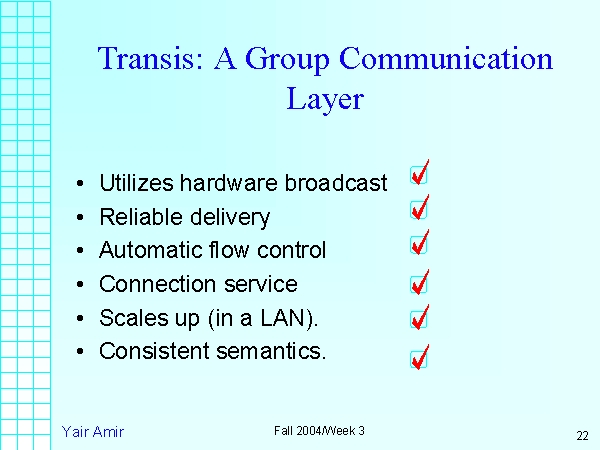 Transis: A Group Communication
Layer
• Utilizes hardware broadcast
• Reliable delivery
• Automatic flow control
• Connection service
• Scales up (in a LAN).
• Consistent semantics.
Yair Amir
Fall 2004/Week 3
22